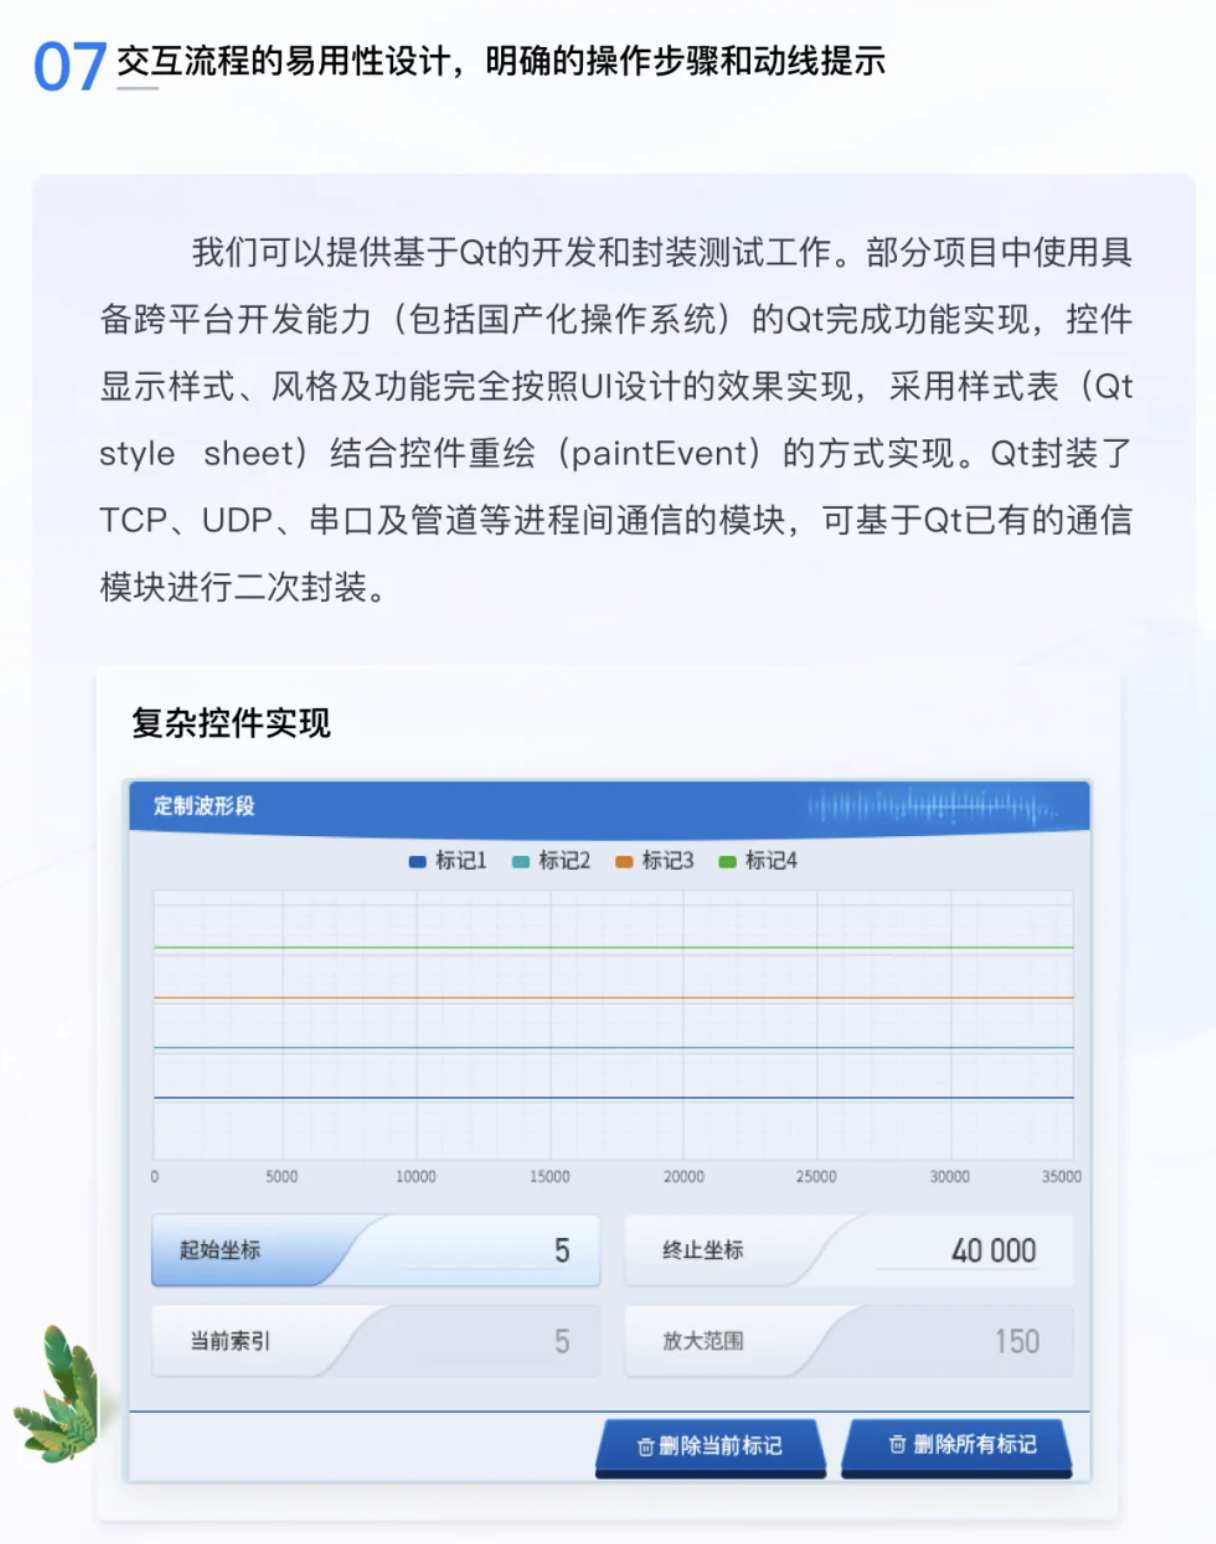 07 交互流程的易用性设计，明确的操作步骤和动线提示
我们可以提供基于Qt的开发和封装测试工作。部分项目中使用具
备跨平台开发能力（包括国产化操作系统）的Qt完成功能实现，控件
显示样式、风格及功能完全按照UI设计的效果实现，采用样式表（Qt
style sheet）结合控件重绘（paintEvent）的方式实现。Qt封装了
TCP、UDP、串口及管道等进程间通信的模块，可基于Qt已有的通信
模块进行二次封装。
复杂控件实现
定制波形段
标记1 标记2 标记3 标记4
0 5000 10000 15000 20000 25000 30000 35000
起始坐标 5 终止坐标 40 000
当前索引 5 放大范围 150
删除当前标记 删除所有标记